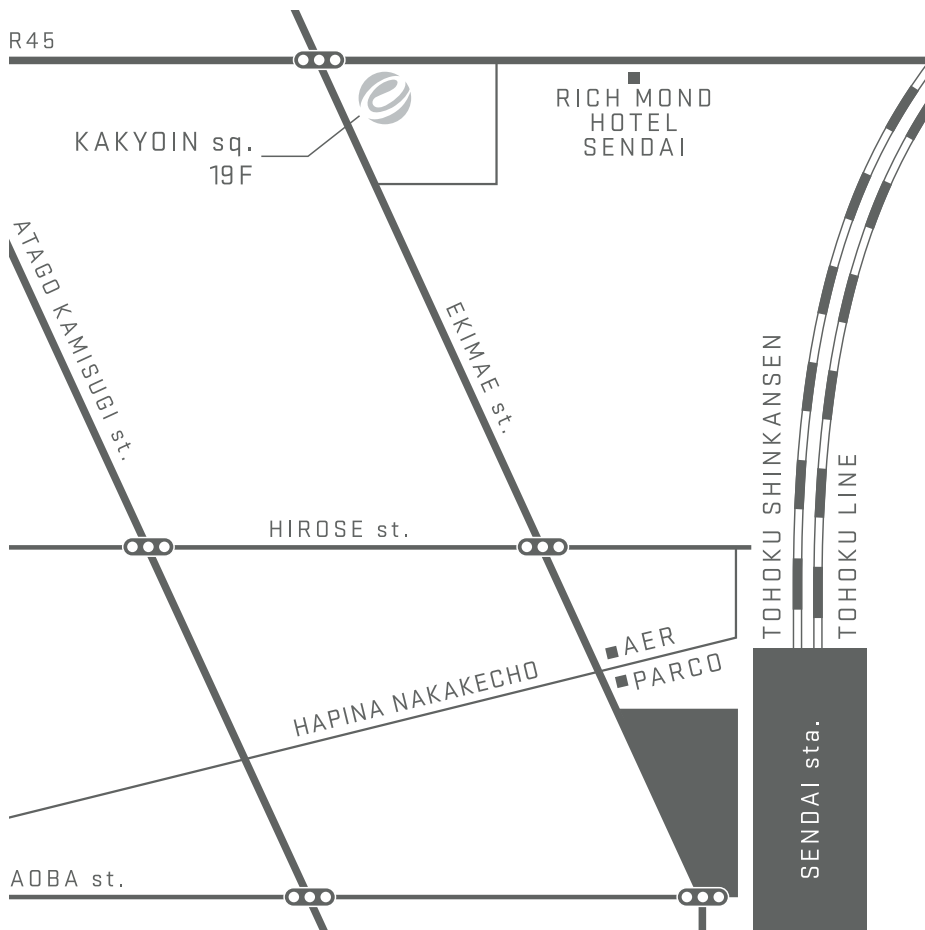 R45
RICH MOND
HOTEL
SENDAI
KAKYOIN sq.
19F
ATAGO KAMISUGI st.
EKIMAE st.
TOHOKU SHINKANSEN
TOHOKU LINE
HIROSE st.
AER
PARCO
HAPINA NAKAKECHO
SENDAI sta.
AOBA st.